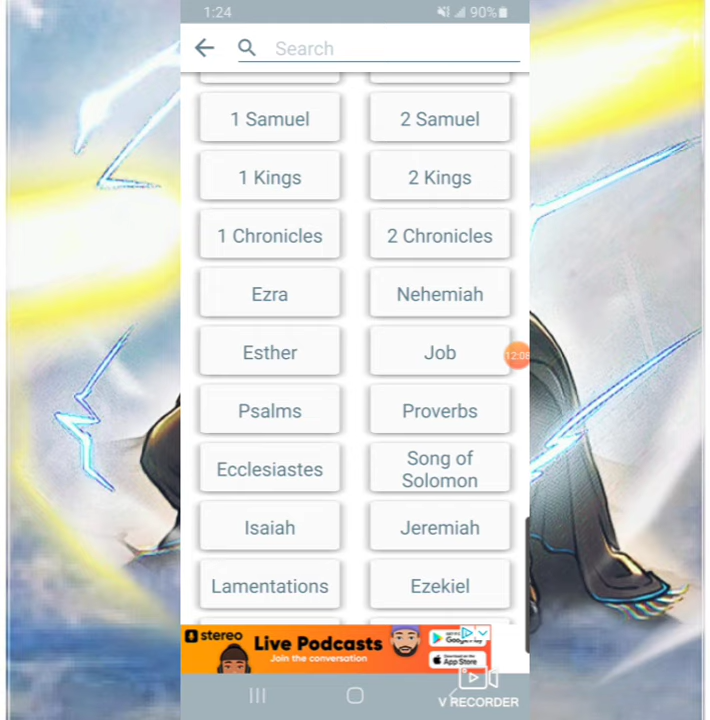 1:24 90%
Search
1 Samuel 2 Samuel
1 Kings 2 Kings
1 Chronicles 2 Chronicles
Ezra Nehemiah
Esther Job
12:08
Psalms Proverbs
Ecclesiastes Song of
Solomon
Isaiah Jeremiah
Lamentations Ezekiel
stereo Live Podcasts
Join the conversation
App Store
V RECORDER